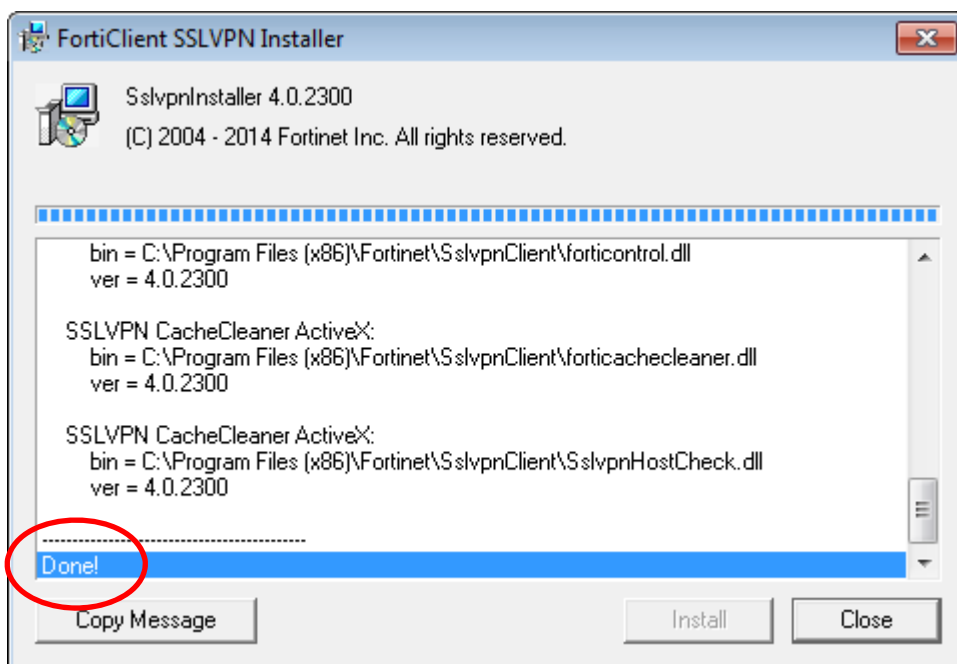 FortiClient SSLVPN Installer
SslvpnInstaller 4.0.2300
(C) 2004 - 2014 Fortinet Inc. All rights reserved.
bin = C:\Program Files (x86)\Fortinet\SslvpnClient\forticontrol.dll
ver = 4.0.2300
SSLVPN CacheCleaner ActiveX:
bin = C:\Program Files (x86)\Fortinet\SslvpnClient\forticachecleaner.dll
ver = 4.0.2300
SSLVPN CacheCleaner ActiveX:
bin = C:\Program Files (x86)\Fortinet\SslvpnClient\SslvpnHostCheck.dll
ver = 4.0.2300
--------------------------------------------
Done!
Copy Message Install Close